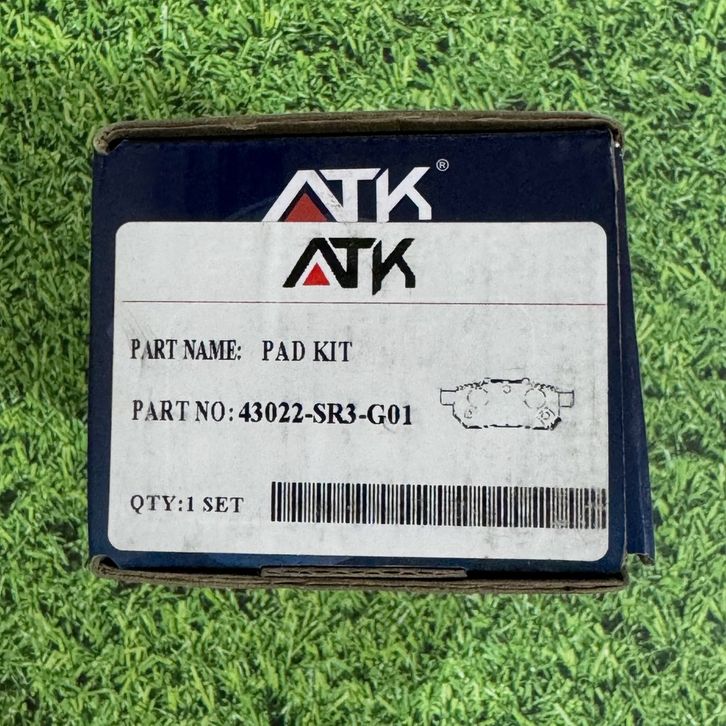 ATK®
ATK
PART NAME: PAD KIT
PART NO: 43022-SR3-G01
QTY:1 SET